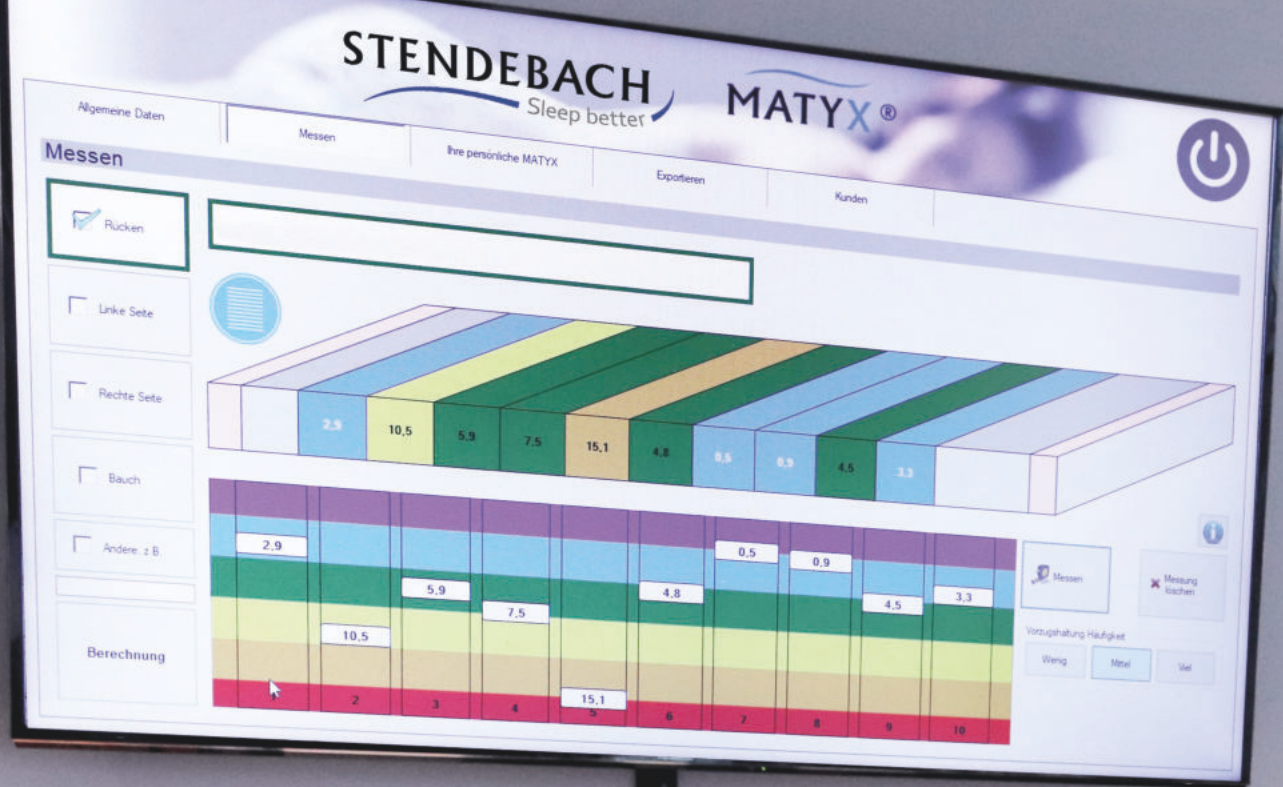 STENDEBACH
Sleep better
MATYX®
Allgemeine Daten
Messen
Ihre persönliche MATYX
Exportieren
Kunden
Messen
Rücken
Linke Seite
Rechte Seite
Bauch
Andere. z.B.
Berechnung
2,9
10,5
5,9
7,5
15,1
4,8
0,5
0,9
4,5
3,3
2,9
10,5
5,9
7,5
15,1
4,8
0,5
0,9
4,5
3,3
1
2
3
4
5
6
7
8
9
10
i
Messen
Messung
löschen
Vorzugshaltung Häufigkeit
Wenig
Mittel
Viel